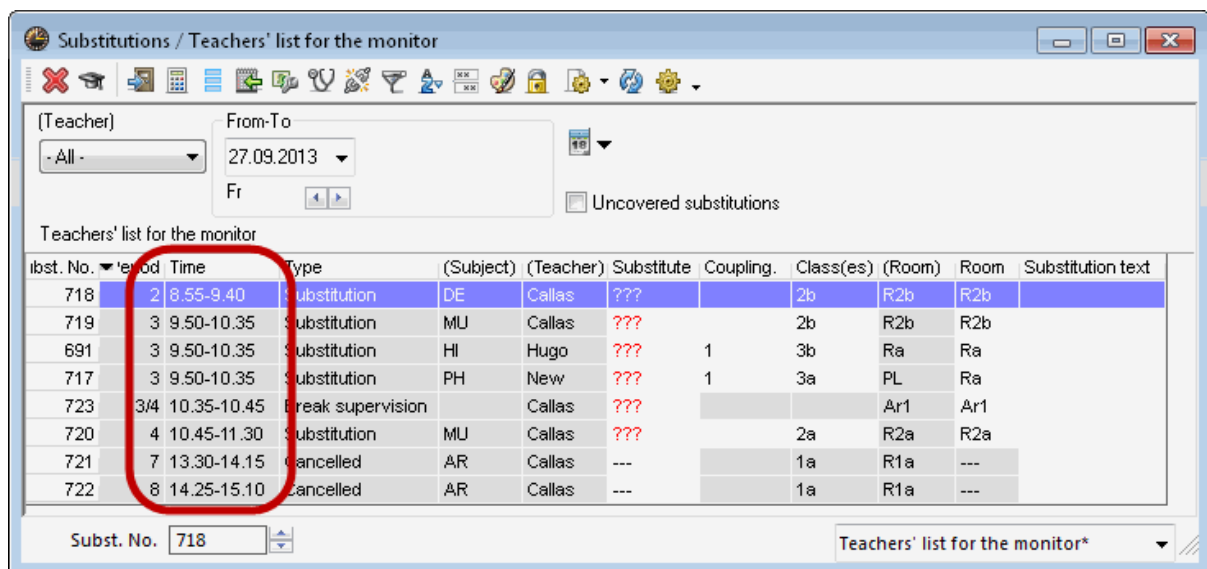 Substitutions / Teachers' list for the monitor
(Teacher) From-To
- All - 27.09.2013
Fr
Uncovered substitutions
Teachers' list for the monitor
ıbst. No. 'eriod Time Type (Subject) (Teacher) Substitute Coupling. Class(es) (Room) Room Substitution text
718 2 8.55-9.40 Substitution DE Callas ??? 2b R2b R2b
719 3 9.50-10.35 Substitution MU Callas ??? 2b R2b R2b
691 3 9.50-10.35 Substitution HI Hugo ??? 1 3b Ra Ra
717 3 9.50-10.35 Substitution PH New ??? 1 3a PL Ra
723 3/4 10.35-10.45 Break supervision Callas ??? Ar1 Ar1
720 4 10.45-11.30 Substitution MU Callas ??? 2a R2a R2a
721 7 13.30-14.15 Cancelled AR Callas --- 1a R1a ---
722 8 14.25-15.10 Cancelled AR Callas --- 1a R1a ---
Subst. No. 718 Teachers' list for the monitor*